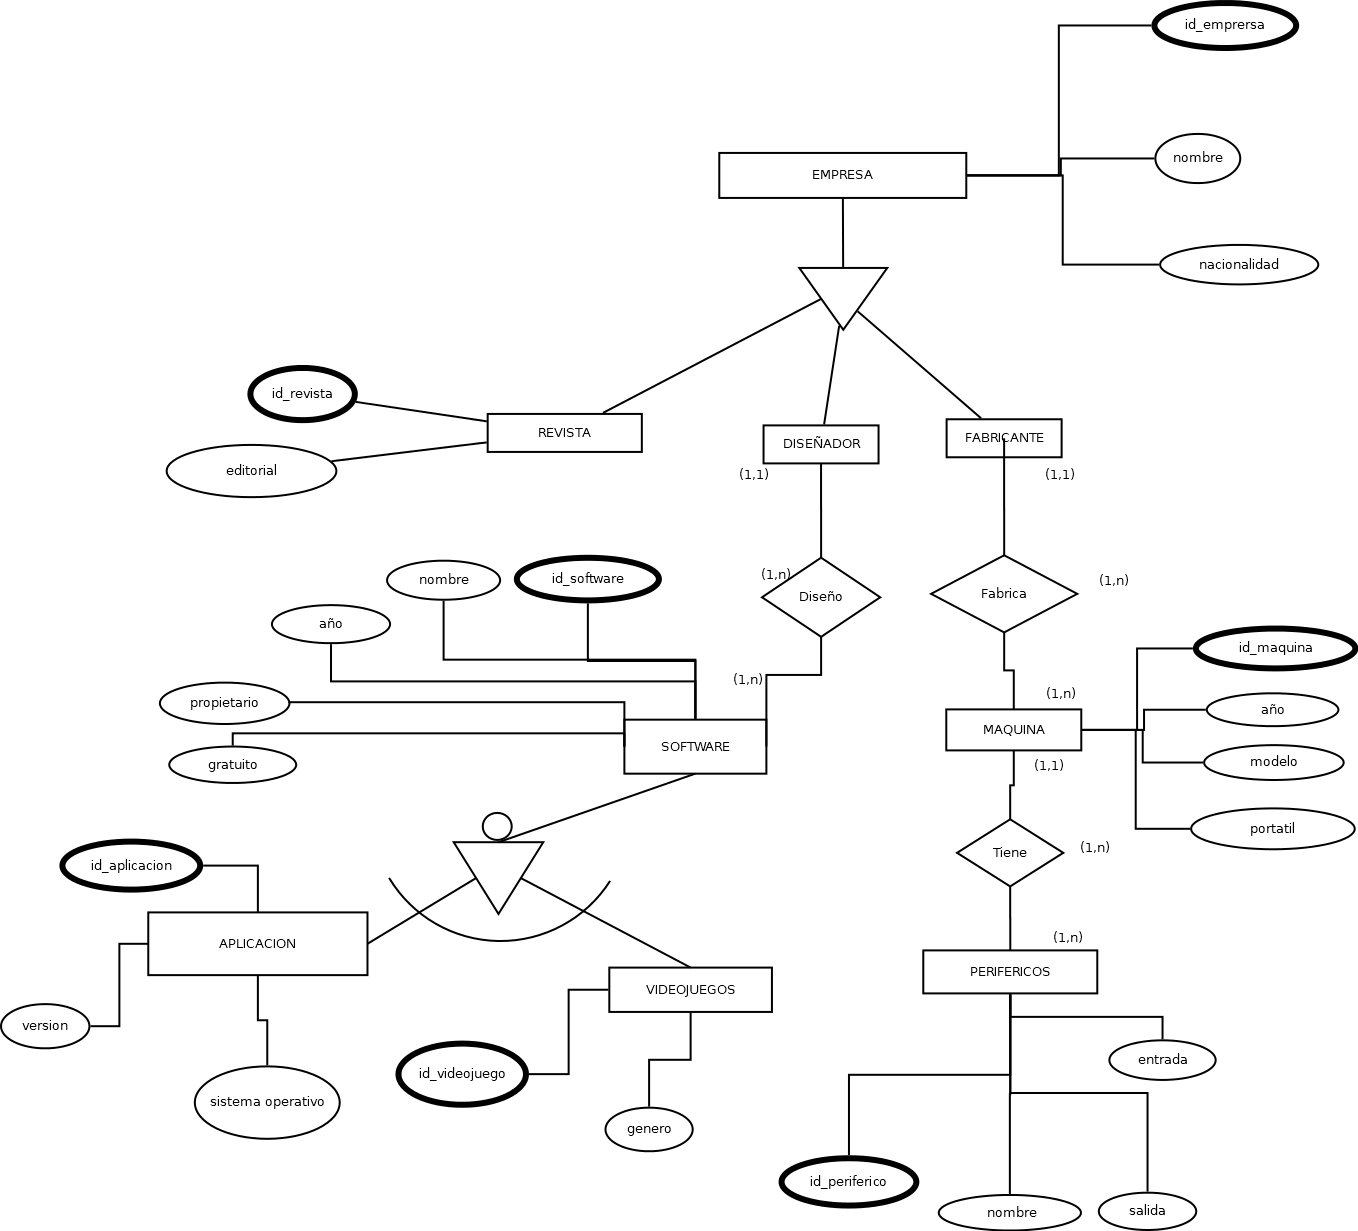 id_emprersa
nombre
EMPRESA
nacionalidad
id_revista
REVISTA
editorial
DISEÑADOR
FABRICANTE
(1,1)
(1,1)
nombre
id_software
(1,n)
Diseño
Fabrica
(1,n)
año
id_maquina
propietario
(1,n)
(1,n)
año
SOFTWARE
MAQUINA
gratuito
(1,1)
modelo
portatil
Tiene
(1,n)
id_aplicacion
APLICACION
(1,n)
PERIFERICOS
VIDEOJUEGOS
version
entrada
id_videojuego
sistema operativo
genero
id_periferico
nombre
salida